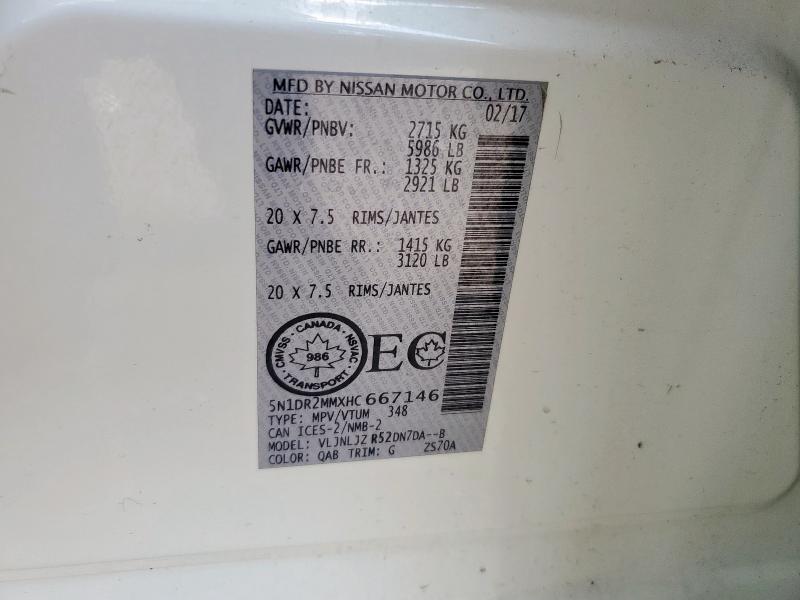 MFD BY NISSAN MOTOR CO., LTD.
DATE: 02/17
GVWR/PNBV: 2715 KG
5986 LB
GAWR/PNBE FR.: 1325 KG
2921 LB
20 X 7.5 RIMS/JANTES
GAWR/PNBE RR.: 1415 KG
3120 LB
20 X 7.5 RIMS/JANTES
CMVSS · CANADA · NSVAC
986
TRANSPORT
EC
5N1DR2MMXHC 667146
TYPE: MPV/VTUM 348
CAN ICES-2/NMB-2
MODEL: VLJNLJZ R52DN7DA--B
COLOR: QAB TRIM: G ZS70A